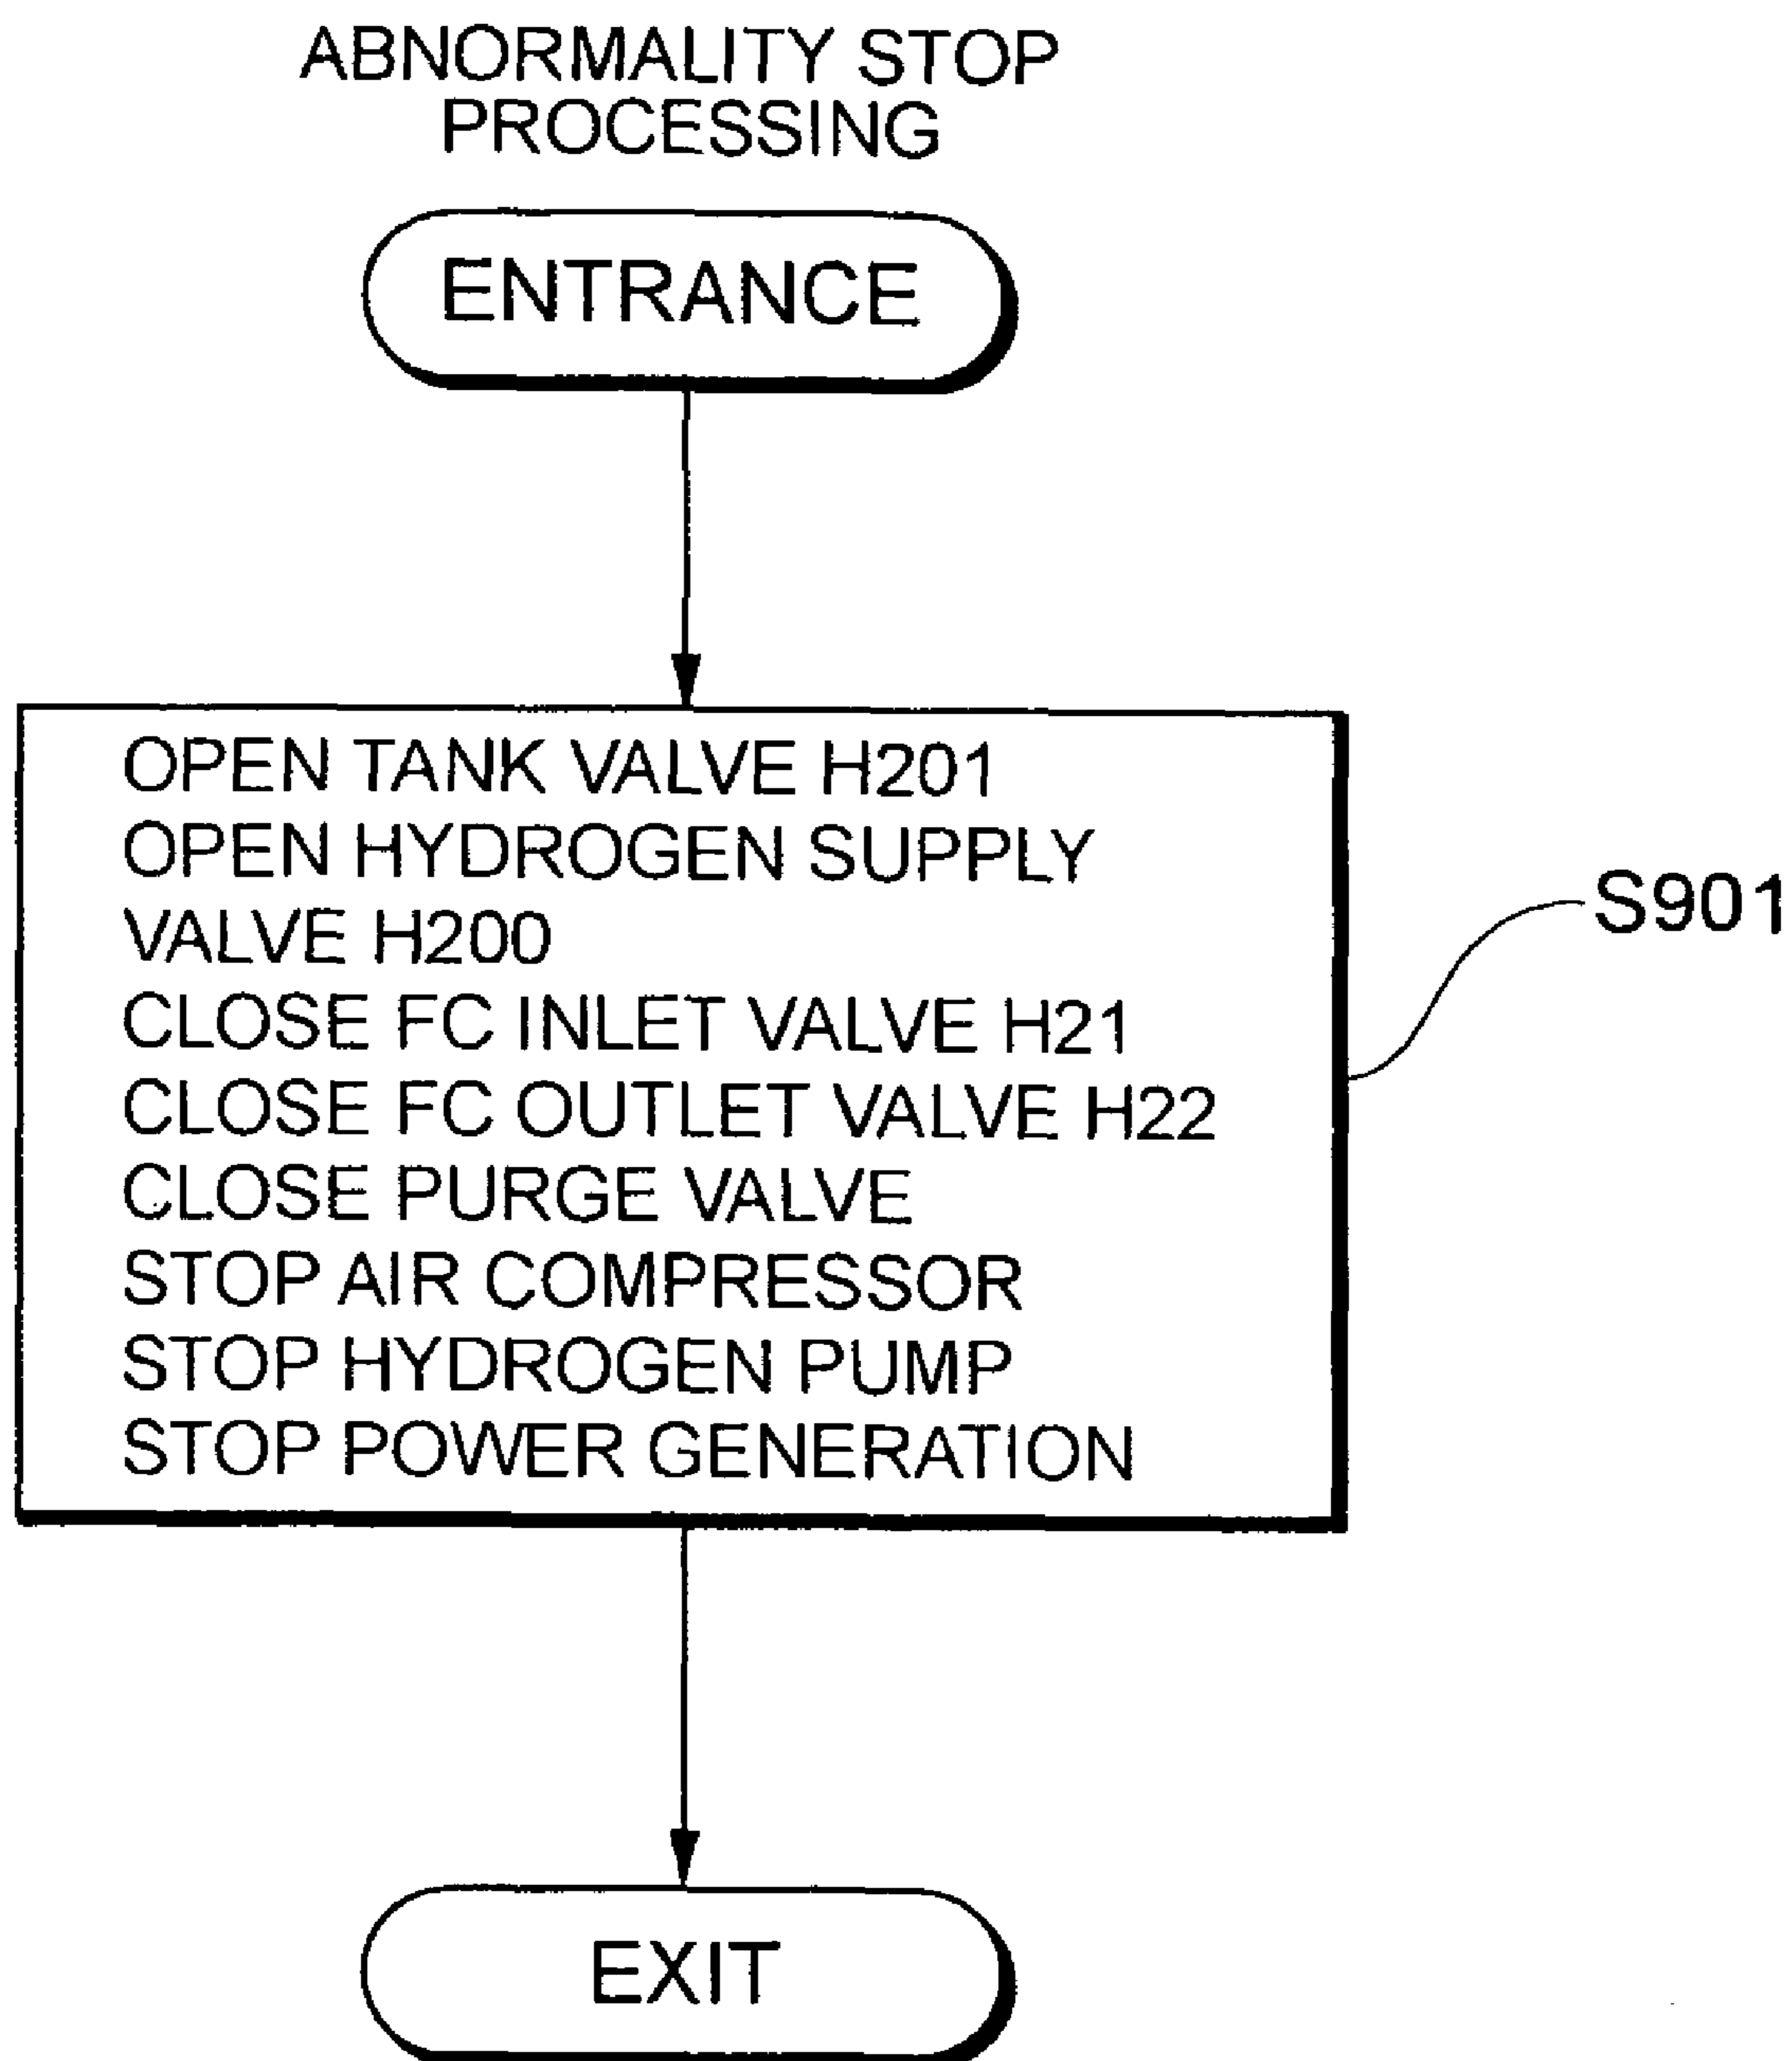 ABNORMALITY STOP
PROCESSING
ENTRANCE
OPEN TANK VALVE H201
OPEN HYDROGEN SUPPLY
VALVE H200
CLOSE FC INLET VALVE H21
CLOSE FC OUTLET VALVE H22
CLOSE PURGE VALVE
STOP AIR COMPRESSOR
STOP HYDROGEN PUMP
STOP POWER GENERATION
S901
EXIT